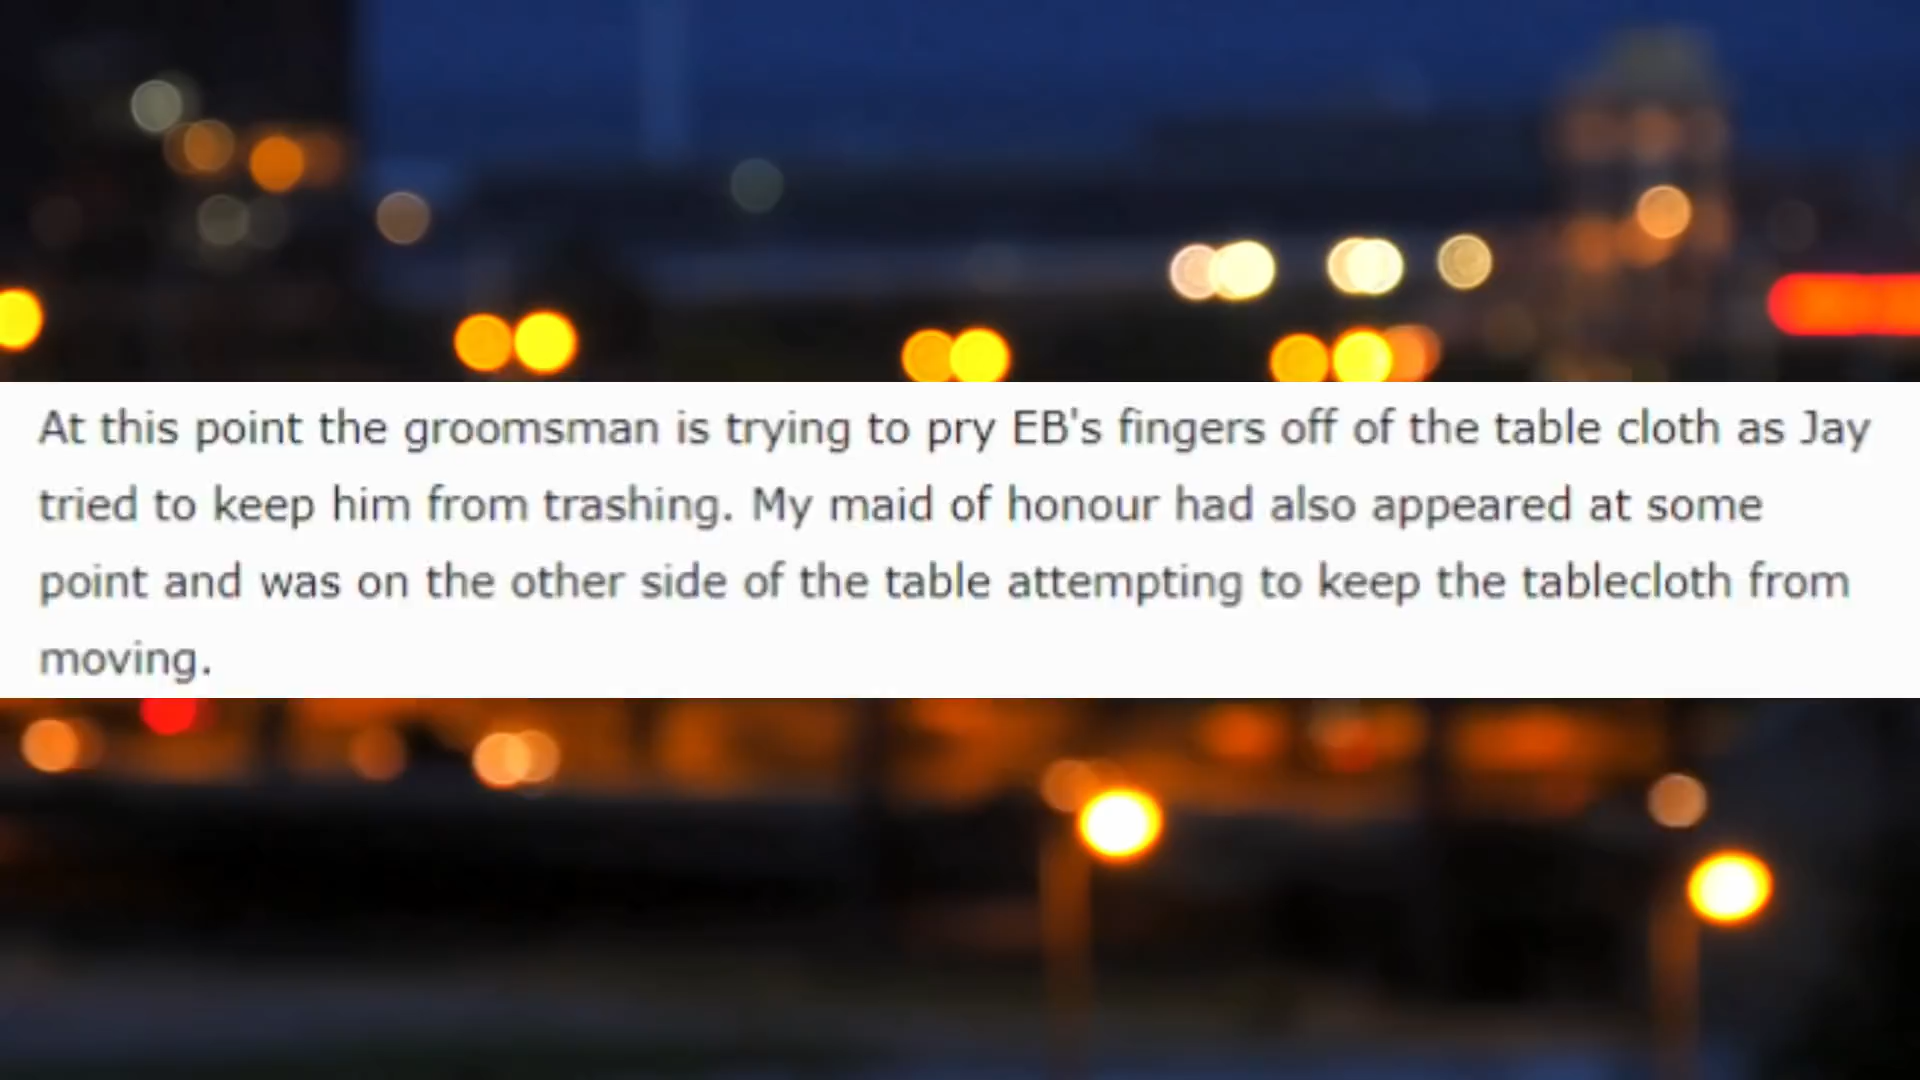 At this point the groomsman is trying to pry EB's fingers off of the table cloth as Jay
tried to keep him from trashing. My maid of honour had also appeared at some
point and was on the other side of the table attempting to keep the tablecloth from
moving.